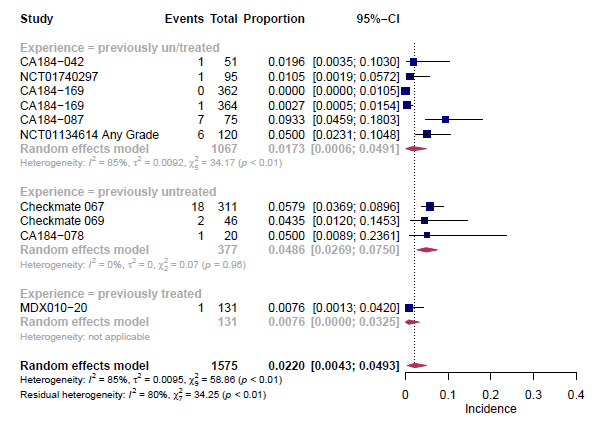 Study Events Total Proportion 95%−CI
Experience = previously un/treated
CA184−042 1 51 0.0196 [0.0035; 0.1030]
NCT01740297 1 95 0.0105 [0.0019; 0.0572]
CA184−169 0 362 0.0000 [0.0000; 0.0105]
CA184−169 1 364 0.0027 [0.0005; 0.0154]
CA184−087 7 75 0.0933 [0.0459; 0.1803]
NCT01134614 Any Grade 6 120 0.0500 [0.0231; 0.1048]
Random effects model 1067 0.0173 [0.0006; 0.0491]
Heterogeneity: I² = 85%, τ² = 0.0092, χ²₅ = 34.17 (p < 0.01)
Experience = previously untreated
Checkmate 067 18 311 0.0579 [0.0369; 0.0896]
Checkmate 069 2 46 0.0435 [0.0120; 0.1453]
CA184−078 1 20 0.0500 [0.0089; 0.2361]
Random effects model 377 0.0486 [0.0269; 0.0750]
Heterogeneity: I² = 0%, τ² = 0, χ²₂ = 0.07 (p = 0.96)
Experience = previously treated
MDX010−20 1 131 0.0076 [0.0013; 0.0420]
Random effects model 131 0.0076 [0.0000; 0.0325]
Heterogeneity: not applicable
Random effects model 1575 0.0220 [0.0043; 0.0493]
Heterogeneity: I² = 85%, τ² = 0.0095, χ²₉ = 58.86 (p < 0.01)
Residual heterogeneity: I² = 80%, χ²₇ = 34.25 (p < 0.01)
0 0.1 0.2 0.3 0.4
Incidence